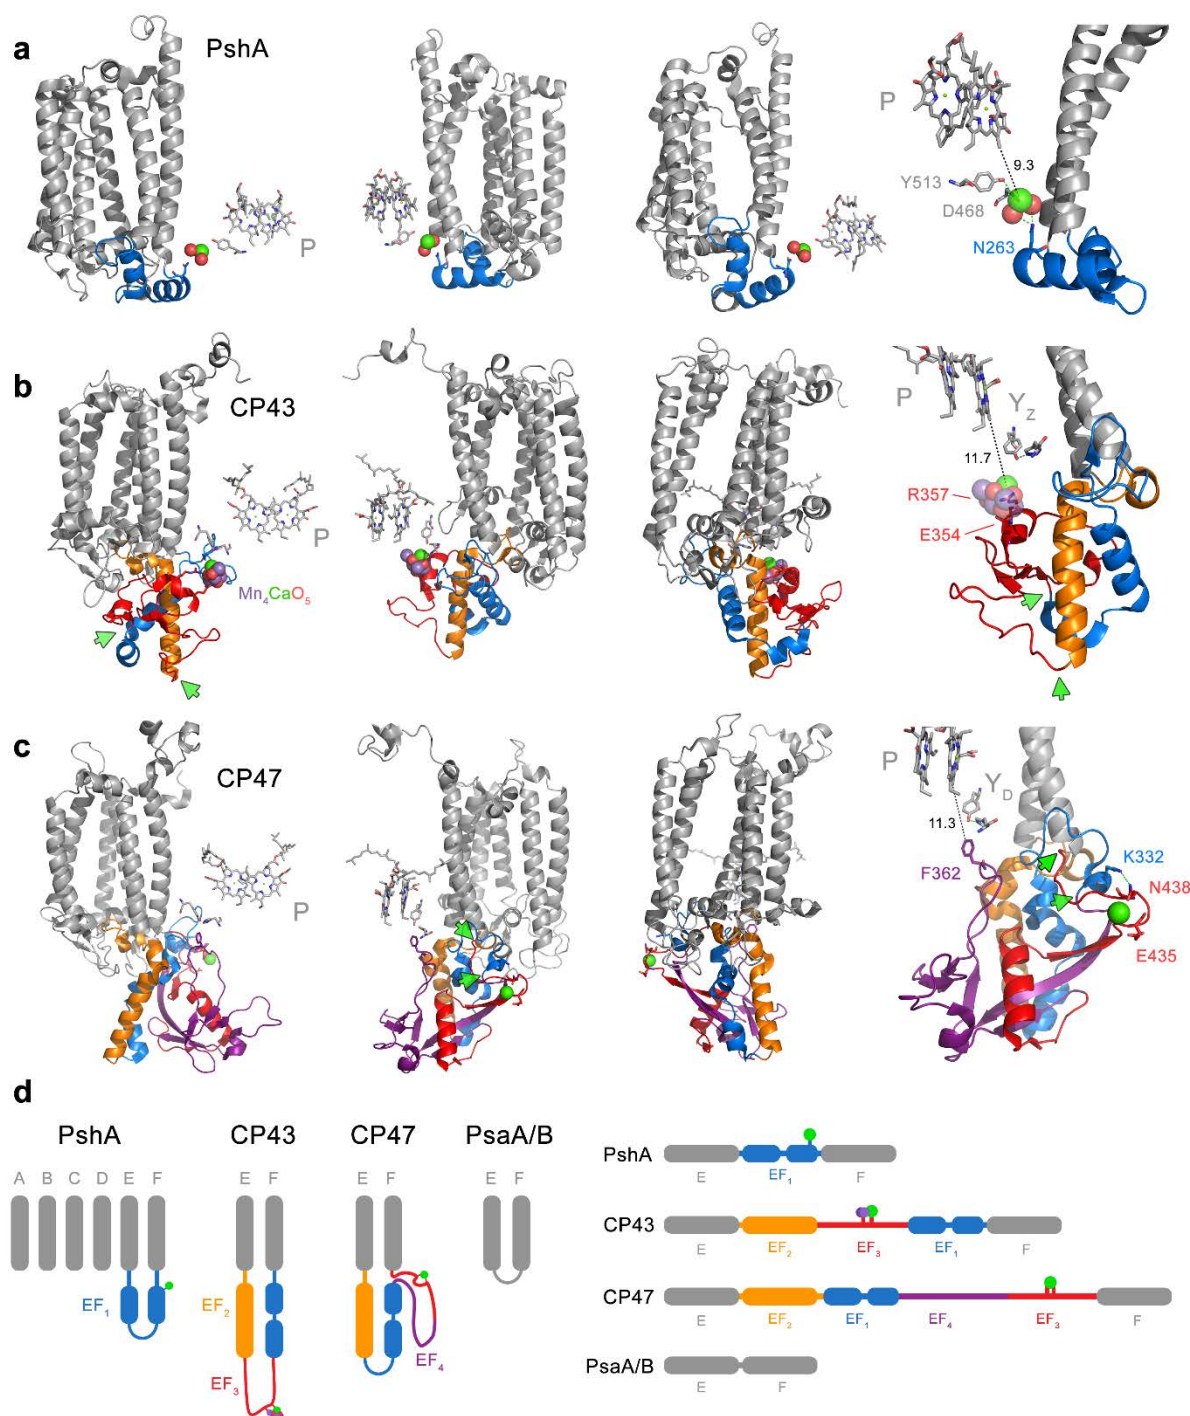 a
PshA
P
P
9.3
Y513
D468
N263
b
CP43
P
Mn₄CaO₅
P
Y_Z
11.7
R357
E354
c
CP47
P
P
Y_D
11.3
F362
K332
N438
E435
d
PshA CP43 CP47 PsaA/B
A B C D E F E F E F E F
EF₁
EF₂
EF₃
EF₄
PshA
E EF₁ F
CP43
E EF₂ EF₃ EF₁ F
CP47
E EF₂ EF₁ EF₄ EF₃ F
PsaA/B
E F